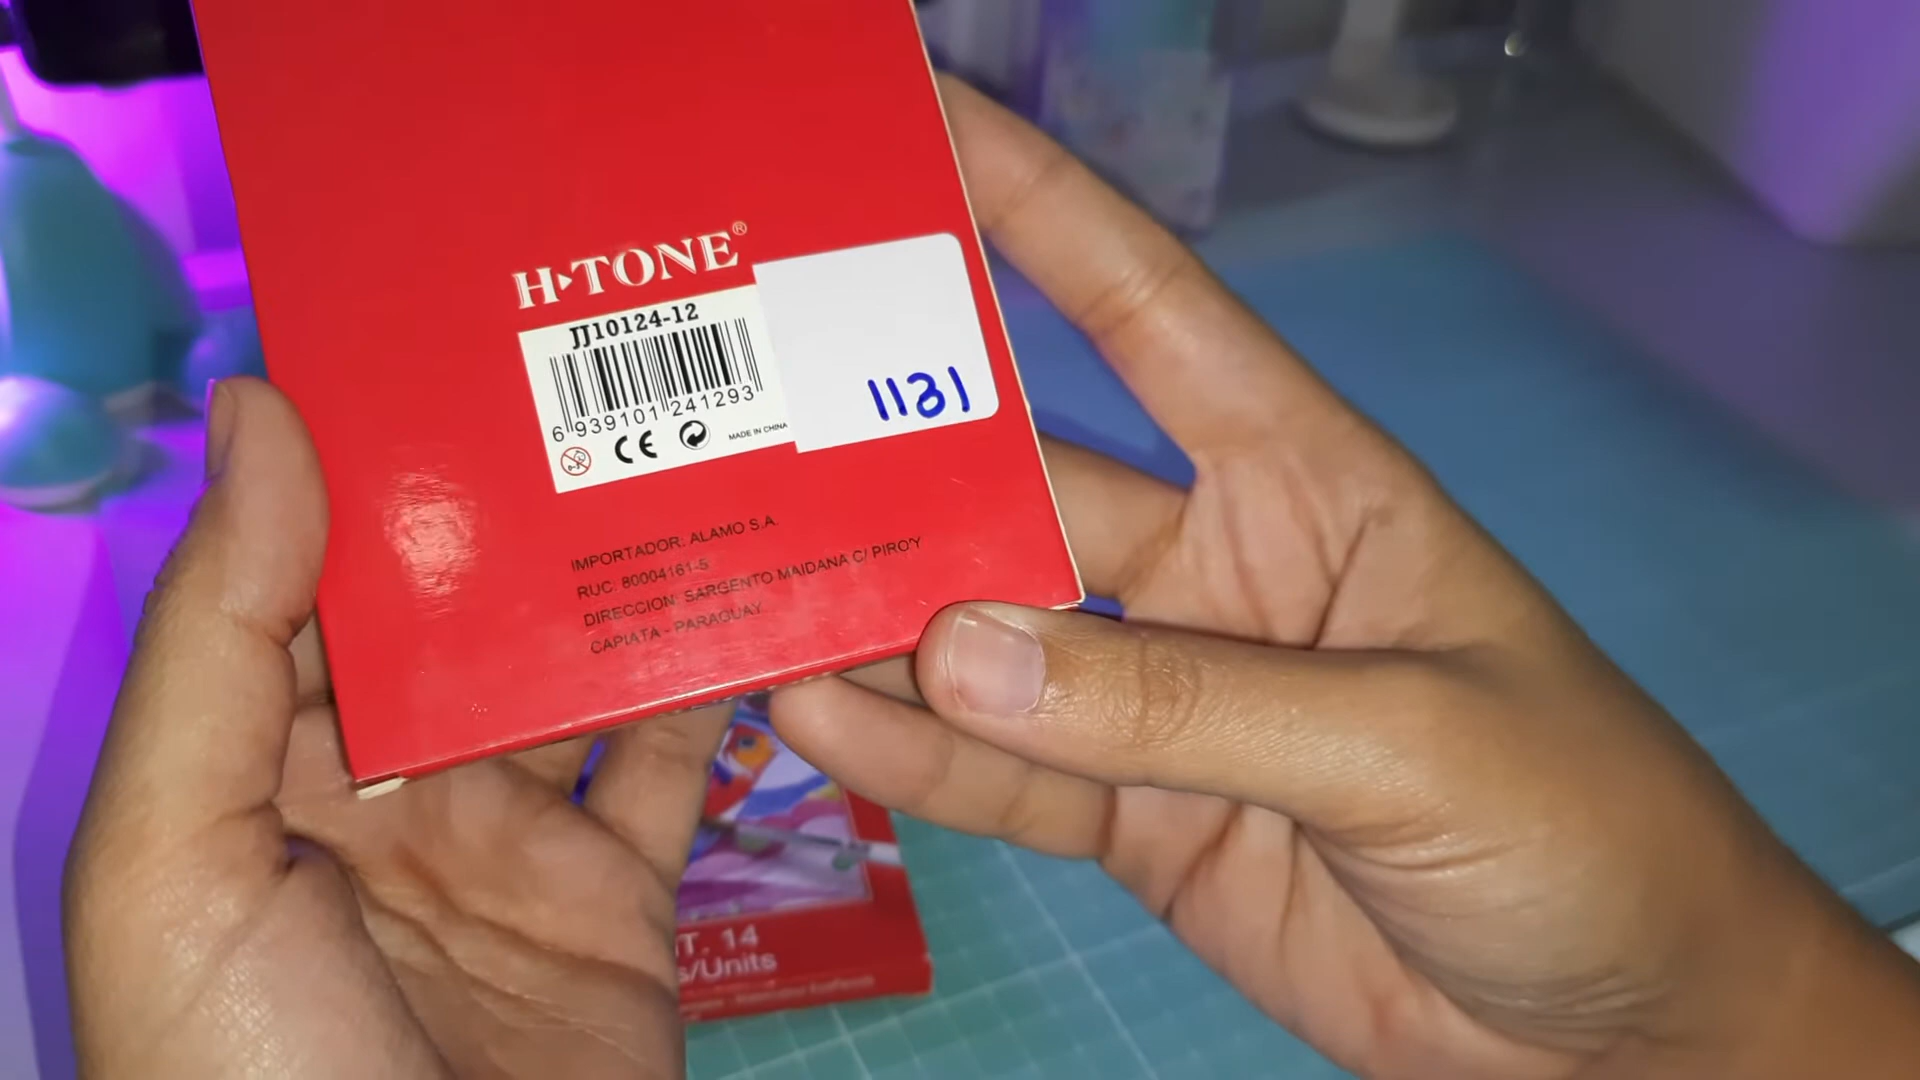 H-TONE®
JJ10124-12
6 939101 241293
CE
MADE IN CHINA
1131
IMPORTADOR: ALAMO S.A.
RUC: 80004161-5
DIRECCION: SARGENTO MAIDANA C/ PIRO'Y
CAPIATA - PARAGUAY
T. 14
s/Units